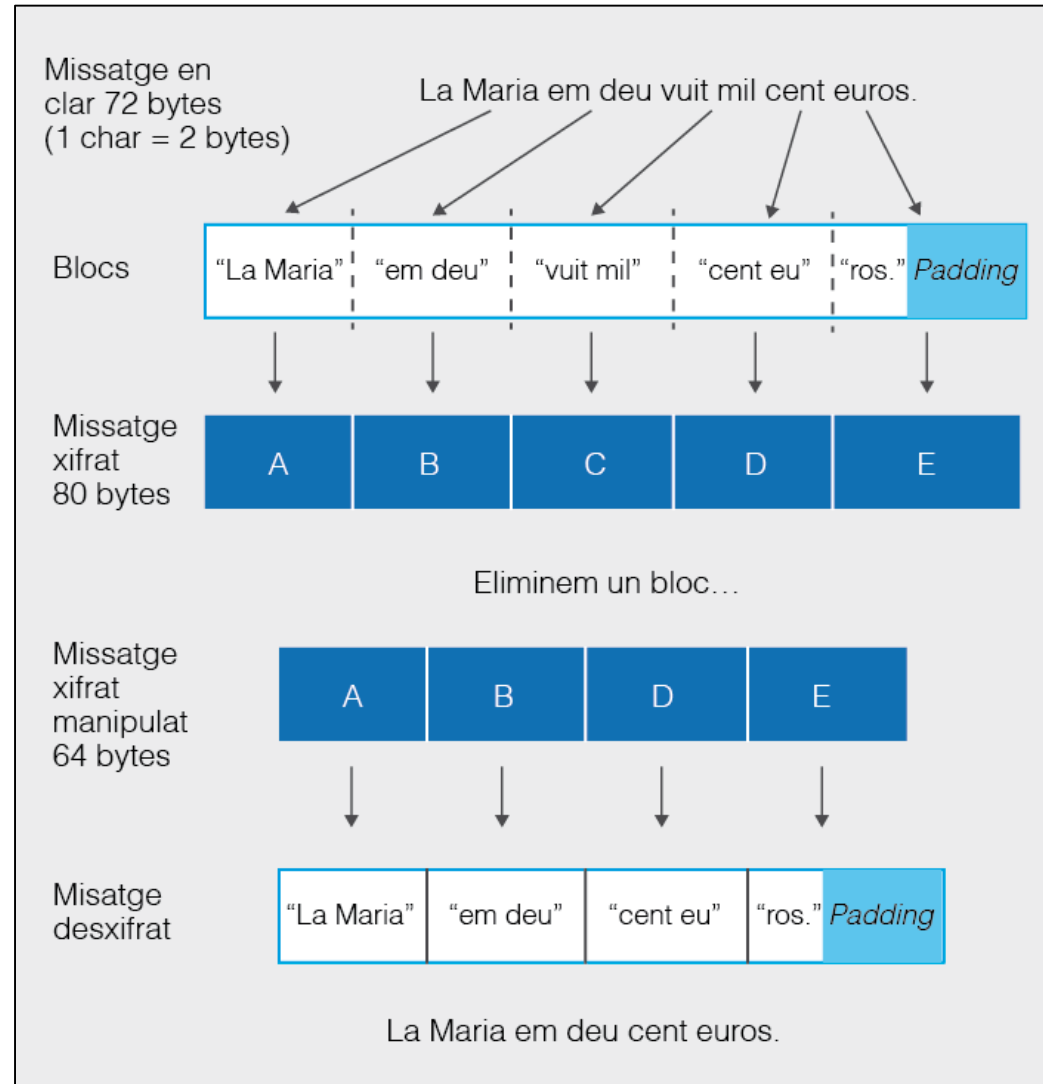 Missatge en
clar 72 bytes
(1 char = 2 bytes)
La Maria em deu vuit mil cent euros.
Blocs
“La Maria” “em deu” “vuit mil” “cent eu” “ros.” Padding
Missatge
xifrat
80 bytes
A B C D E
Eliminem un bloc…
Missatge
xifrat
manipulat
64 bytes
A B D E
Misatge
desxifrat
“La Maria” “em deu” “cent eu” “ros.” Padding
La Maria em deu cent euros.